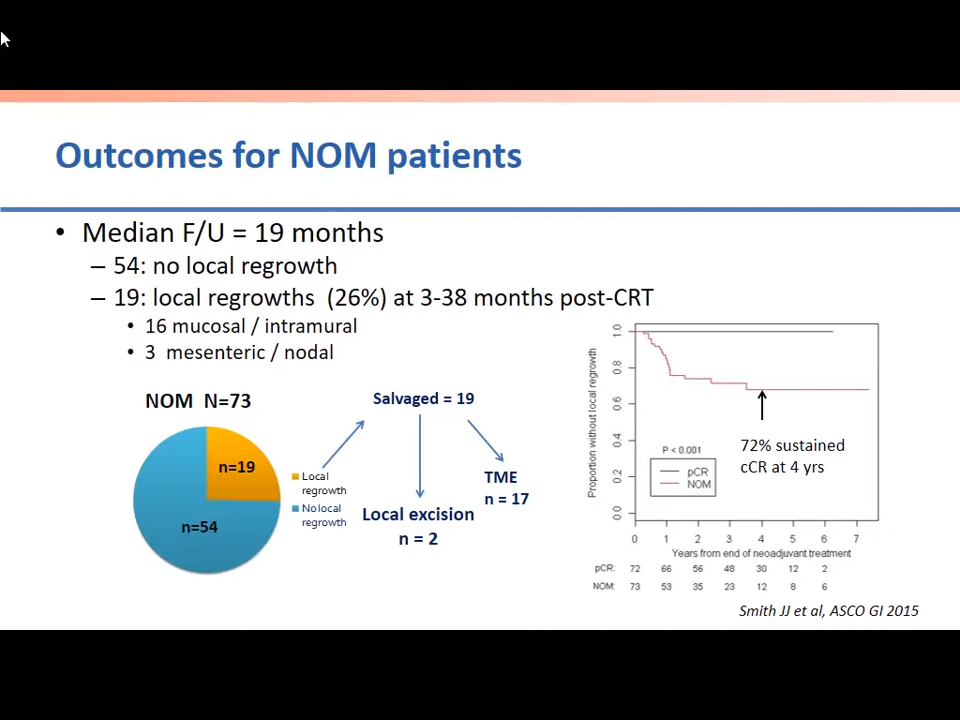 Outcomes for NOM patients
• Median F/U = 19 months
– 54: no local regrowth
– 19: local regrowths (26%) at 3-38 months post-CRT
• 16 mucosal / intramural
• 3 mesenteric / nodal
NOM N=73
n=19
n=54
Local
regrowth
No local
regrowth
Salvaged = 19
Local excision
n = 2
TME
n = 17
Proportion without local regrowth
1.0
0.8
0.6
0.4
0.2
0.0
72% sustained
cCR at 4 yrs
P < 0.001
pCR
NOM
0 1 2 3 4 5 6 7
Years from end of neoadjuvant treatment
pCR: 72 66 56 48 30 12 2
NOM: 73 53 35 23 12 8 6
Smith JJ et al, ASCO GI 2015